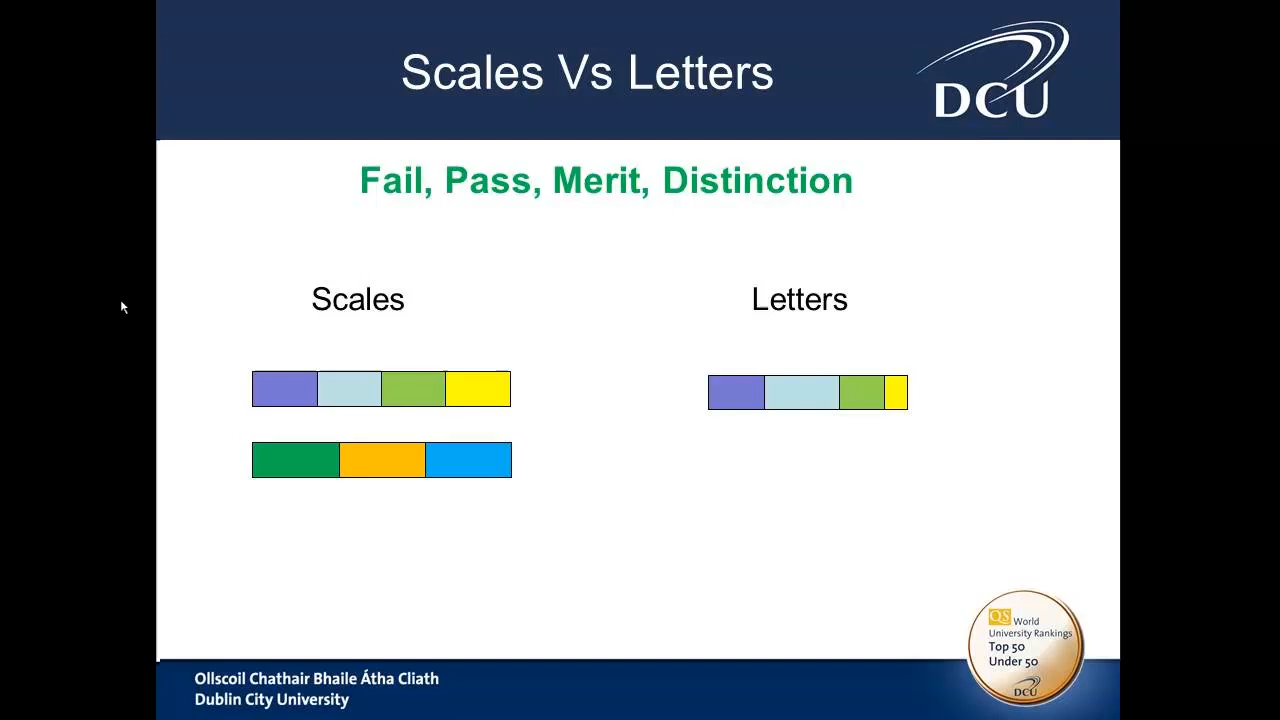 Scales Vs Letters
DCU
Fail, Pass, Merit, Distinction
Scales
Letters
QS World
University Rankings
Top 50
Under 50
DCU
Ollscoil Chathair Bhaile Átha Cliath
Dublin City University